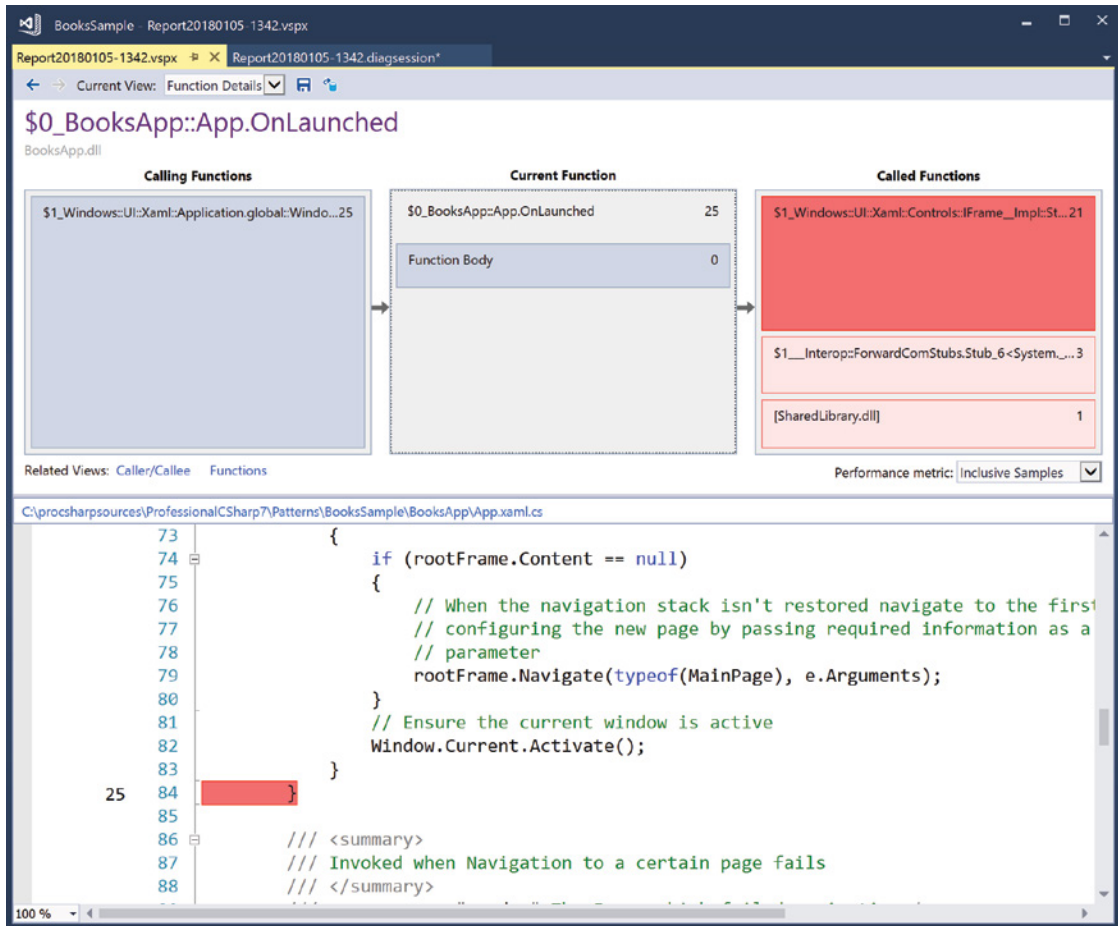 BooksSample - Report20180105-1342.vspx
Report20180105-1342.vspx Report20180105-1342.diagsession*
Current View: Function Details
$0_BooksApp::App.OnLaunched
BooksApp.dll
Calling Functions Current Function Called Functions
$1_Windows::UI::Xaml::Application.global::Windo...25 $0_BooksApp::App.OnLaunched 25 $1_Windows::UI::Xaml::Controls::IFrame__Impl::St...21
Function Body 0
$1___Interop::ForwardComStubs.Stub_6<System._...3
[SharedLibrary.dll] 1
Related Views: Caller/Callee Functions Performance metric: Inclusive Samples
C:\procsharpsources\ProfessionalCSharp7\Patterns\BooksSample\BooksApp\App.xaml.cs
73 {
74 if (rootFrame.Content == null)
75 {
76 // When the navigation stack isn't restored navigate to the first
77 // configuring the new page by passing required information as a
78 // parameter
79 rootFrame.Navigate(typeof(MainPage), e.Arguments);
80 }
81 // Ensure the current window is active
82 Window.Current.Activate();
83 }
25 84 }
85
86 /// <summary>
87 /// Invoked when Navigation to a certain page fails
88 /// </summary>
100 %